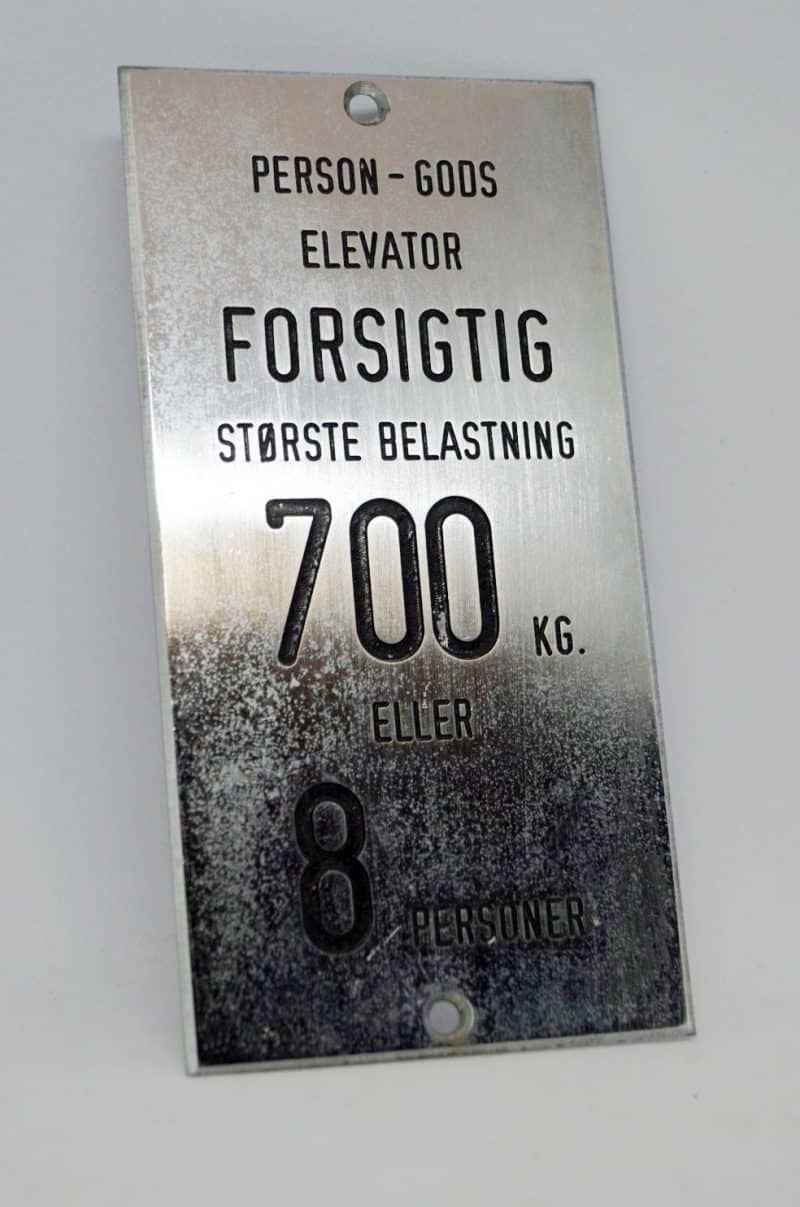 PERSON - GODS
ELEVATOR
FORSIGTIG
STØRSTE BELASTNING
700 KG.
ELLER
8 PERSONER